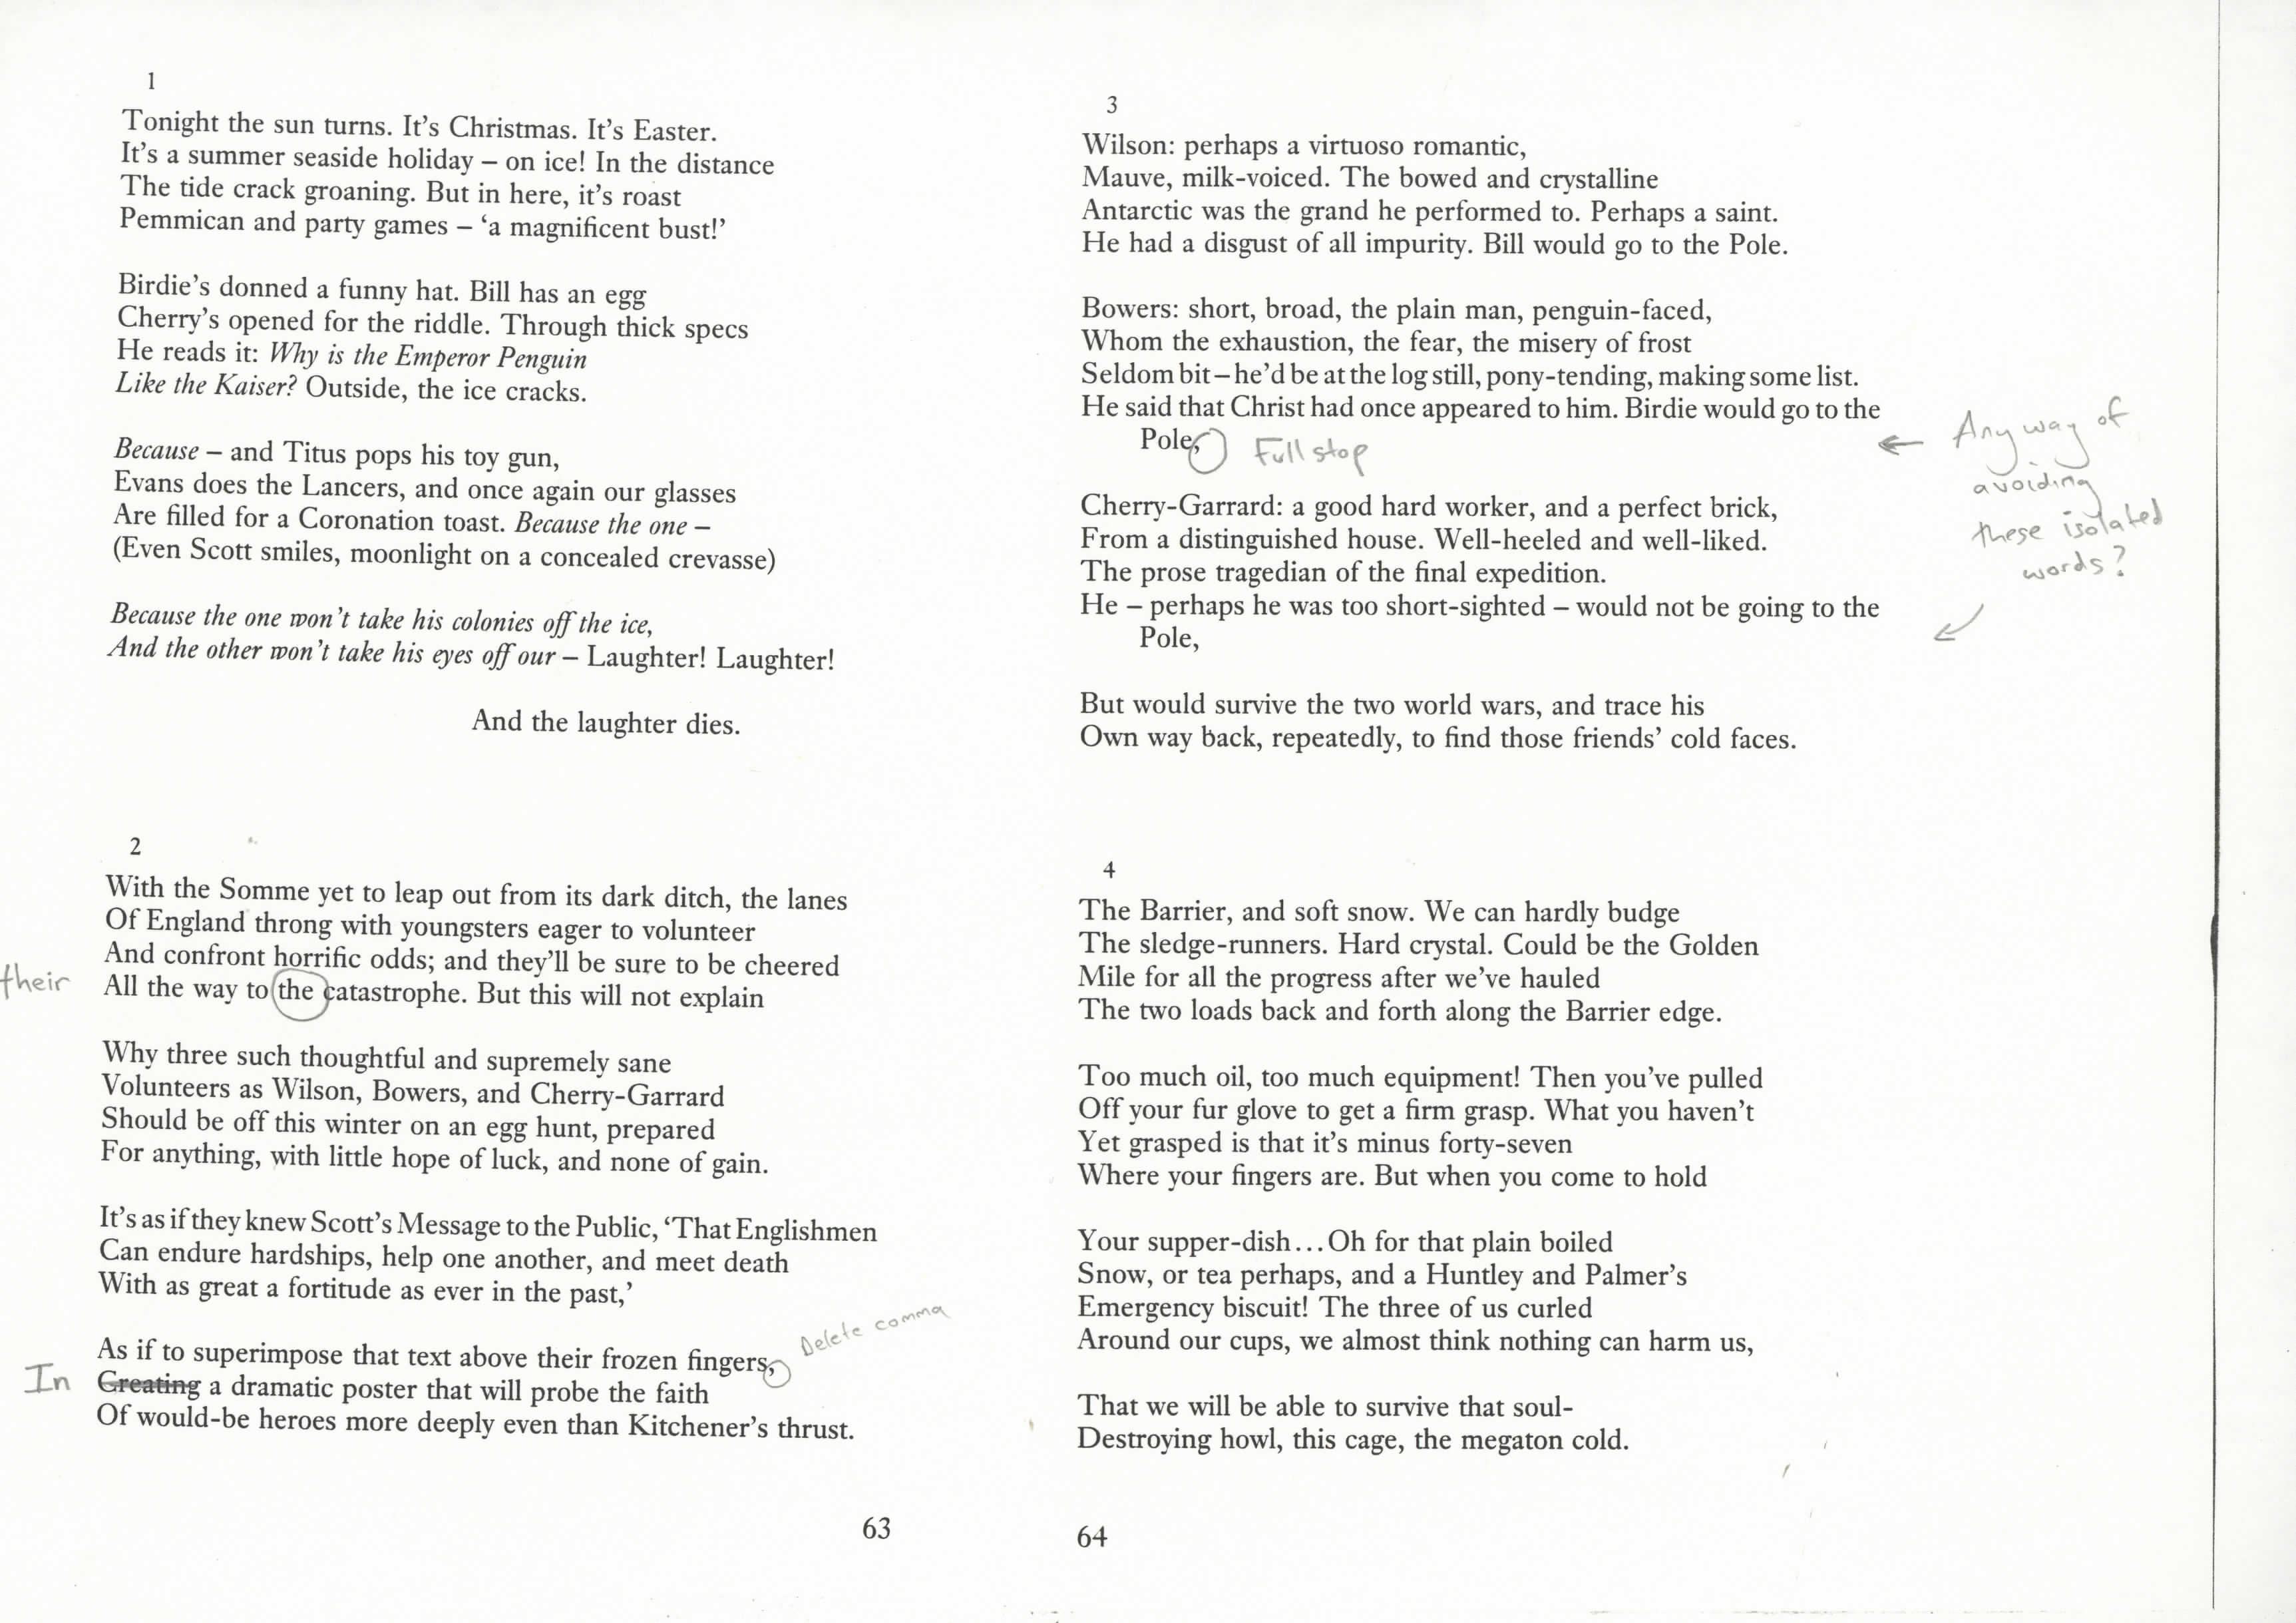 1
Tonight the sun turns. It's Christmas. It's Easter.
It's a summer seaside holiday – on ice! In the distance
The tide crack groaning. But in here, it's roast
Pemmican and party games – ‘a magnificent bust!’
Birdie's donned a funny hat. Bill has an egg
Cherry's opened for the riddle. Through thick specs
He reads it: Why is the Emperor Penguin
Like the Kaiser? Outside, the ice cracks.
Because – and Titus pops his toy gun,
Evans does the Lancers, and once again our glasses
Are filled for a Coronation toast. Because the one –
(Even Scott smiles, moonlight on a concealed crevasse)
Because the one won't take his colonies off the ice,
And the other won't take his eyes off our – Laughter! Laughter!
And the laughter dies.
2
With the Somme yet to leap out from its dark ditch, the lanes
Of England throng with youngsters eager to volunteer
And confront horrific odds; and they'll be sure to be cheered
their All the way to the catastrophe. But this will not explain
Why three such thoughtful and supremely sane
Volunteers as Wilson, Bowers, and Cherry-Garrard
Should be off this winter on an egg hunt, prepared
For anything, with little hope of luck, and none of gain.
It's as if they knew Scott's Message to the Public, ‘That Englishmen
Can endure hardships, help one another, and meet death
With as great a fortitude as ever in the past,’
As if to superimpose that text above their frozen fingers, Delete comma
In Creating a dramatic poster that will probe the faith
Of would-be heroes more deeply even than Kitchener's thrust.
63
3
Wilson: perhaps a virtuoso romantic,
Mauve, milk-voiced. The bowed and crystalline
Antarctic was the grand he performed to. Perhaps a saint.
He had a disgust of all impurity. Bill would go to the Pole.
Bowers: short, broad, the plain man, penguin-faced,
Whom the exhaustion, the fear, the misery of frost
Seldom bit – he'd be at the log still, pony-tending, making some list.
He said that Christ had once appeared to him. Birdie would go to the
Pole, Full stop
Any way of
avoiding
these isolated
words?
Cherry-Garrard: a good hard worker, and a perfect brick,
From a distinguished house. Well-heeled and well-liked.
The prose tragedian of the final expedition.
He – perhaps he was too short-sighted – would not be going to the
Pole,
But would survive the two world wars, and trace his
Own way back, repeatedly, to find those friends' cold faces.
4
The Barrier, and soft snow. We can hardly budge
The sledge-runners. Hard crystal. Could be the Golden
Mile for all the progress after we've hauled
The two loads back and forth along the Barrier edge.
Too much oil, too much equipment! Then you've pulled
Off your fur glove to get a firm grasp. What you haven't
Yet grasped is that it's minus forty-seven
Where your fingers are. But when you come to hold
Your supper-dish...Oh for that plain boiled
Snow, or tea perhaps, and a Huntley and Palmer's
Emergency biscuit! The three of us curled
Around our cups, we almost think nothing can harm us,
That we will be able to survive that soul-
Destroying howl, this cage, the megaton cold.
64